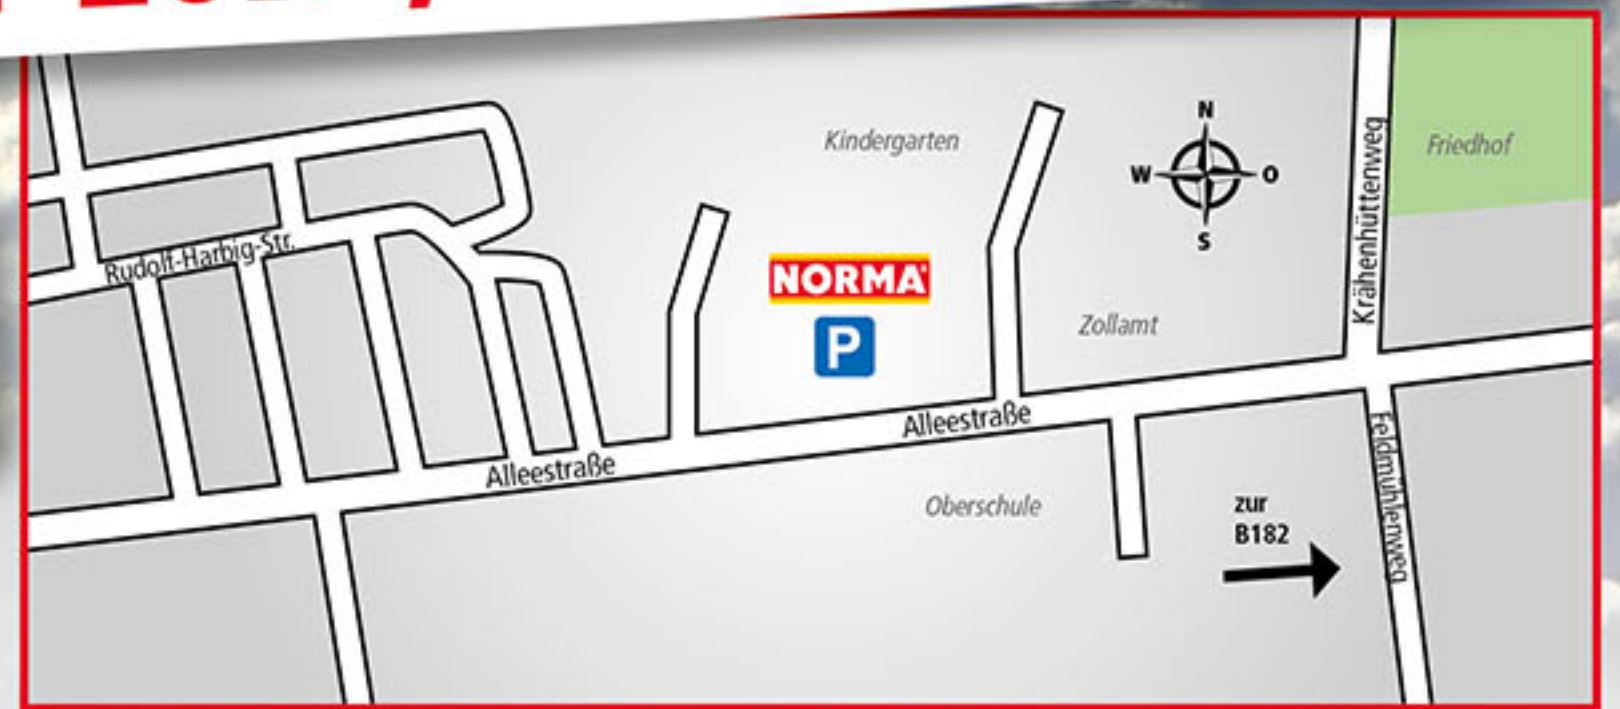 N
Kindergarten
Friedhof
W
O
S
Krähenhüttenweg
Rudolf-Harbig-Str.
NORMA
P
Zollamt
Alleestraße
Alleestraße
Oberschule
zur
B182
Feldmühlenweg